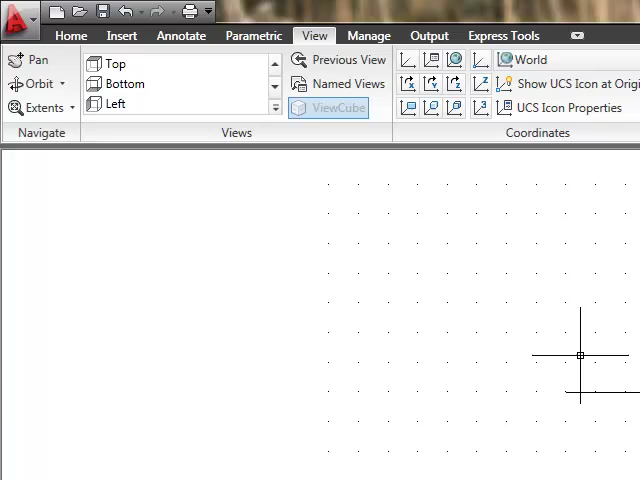 Home Insert Annotate Parametric View Manage Output Express Tools
Pan
Orbit
Extents
Navigate
Top
Bottom
Left
Previous View
Named Views
ViewCube
Views
World
Show UCS Icon at Origi
UCS Icon Properties
Coordinates